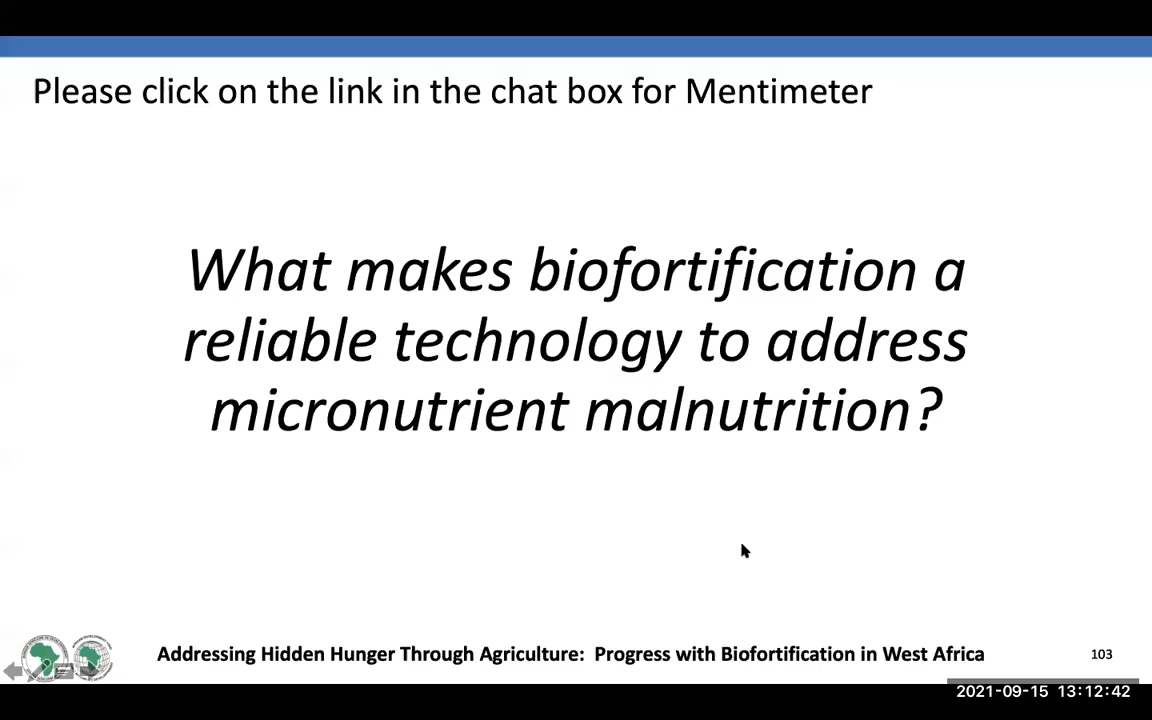 Please click on the link in the chat box for Mentimeter
What makes biofortification a
reliable technology to address
micronutrient malnutrition?
Addressing Hidden Hunger Through Agriculture: Progress with Biofortification in West Africa
103
2021-09-15 13:12:42